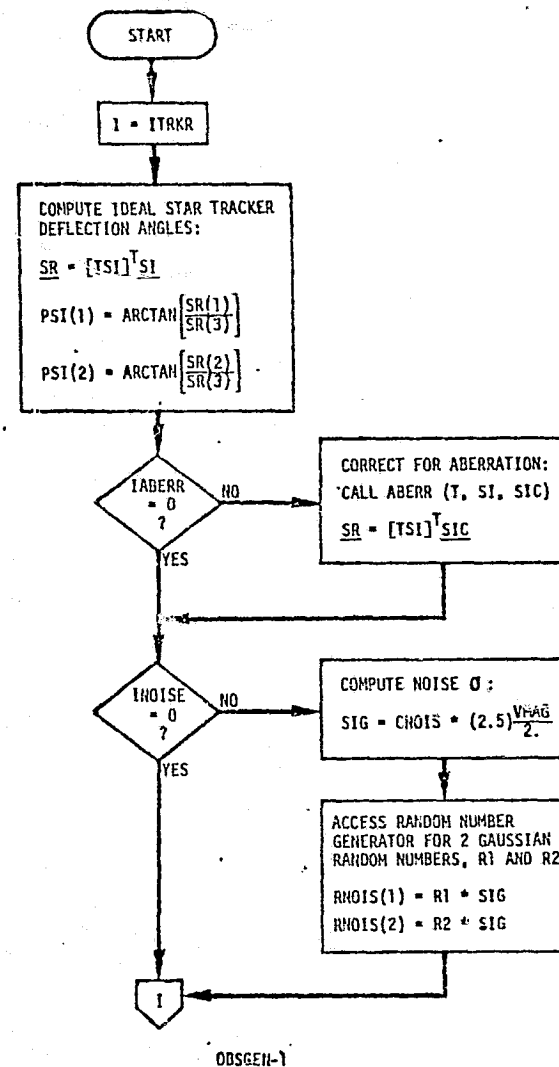 START
I = ITRKR
COMPUTE IDEAL STAR TRACKER
DEFLECTION ANGLES:
SR = [TSI]^T SI
PSI(1) = ARCTAN[SR(1)/SR(3)]
PSI(2) = ARCTAN[SR(2)/SR(3)]
IABERR
= 0
?
NO
YES
CORRECT FOR ABERRATION:
CALL ABERR (T, SI, SIC)
SR = [TSI]^T SIC
INOISE
= 0
?
NO
YES
COMPUTE NOISE σ:
SIG = CNOIS * (2.5) VMAG/2.
ACCESS RANDOM NUMBER
GENERATOR FOR 2 GAUSSIAN
RANDOM NUMBERS, R1 AND R2
RNOIS(1) = R1 * SIG
RNOIS(2) = R2 * SIG
I
OBSGEN-1